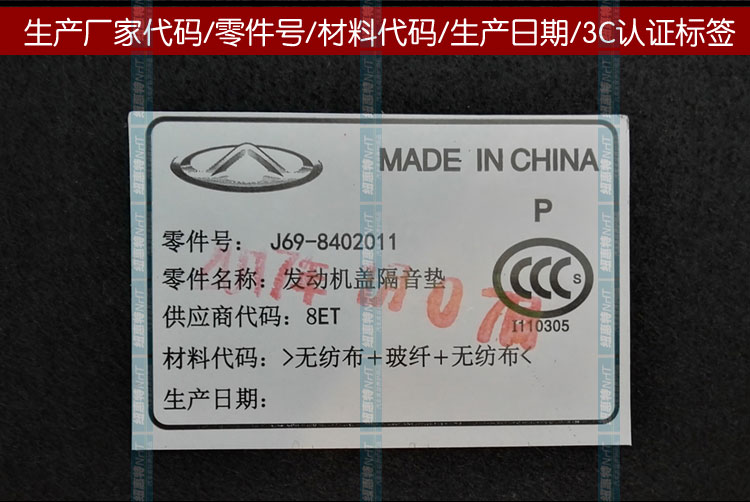 生产厂家代码/零件号/材料代码/生产日期/3C认证标签
MADE IN CHINA
P
零件号: J69-8402011
零件名称: 发动机盖隔音垫
CCC S
供应商代码: 8ET
I110305
材料代码: >无纺布+玻纤+无纺布<
生产日期: